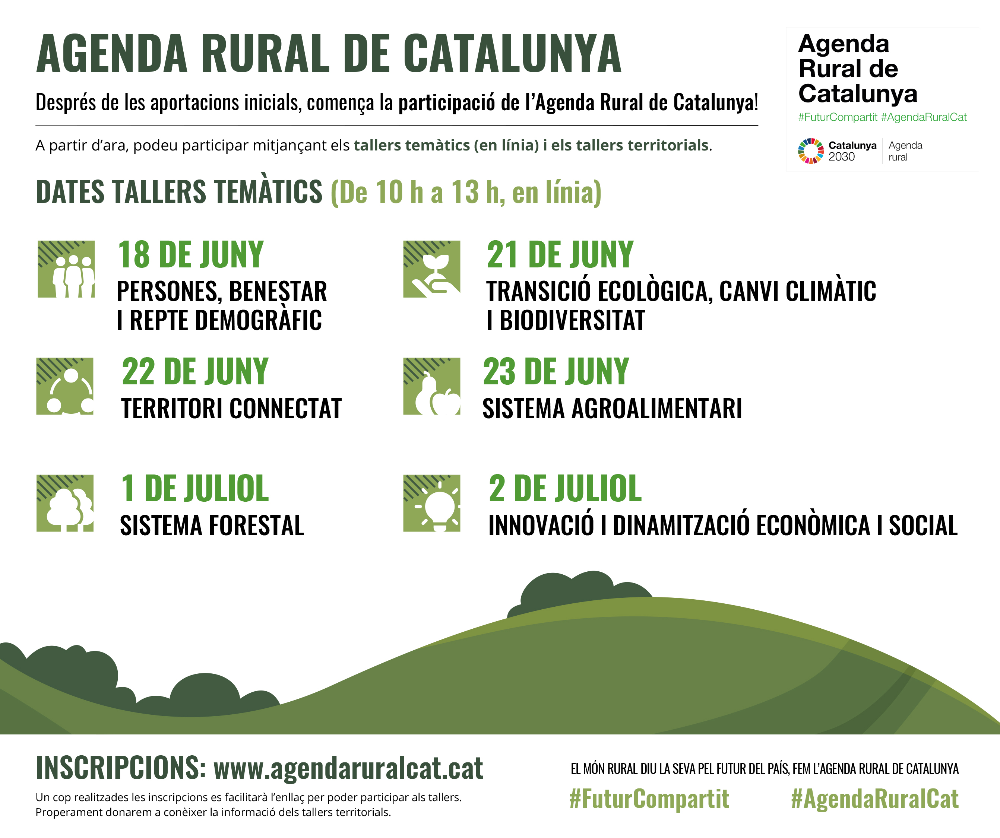 AGENDA RURAL DE CATALUNYA
Després de les aportacions inicials, comença la participació de l'Agenda Rural de Catalunya!
A partir d'ara, podeu participar mitjançant els tallers temàtics (en línia) i els tallers territorials.
Agenda
Rural de
Catalunya
#FuturCompartit #AgendaRuralCat
Catalunya
2030
Agenda
rural
DATES TALLERS TEMÀTICS (De 10 h a 13 h, en línia)
18 DE JUNY
PERSONES, BENESTAR
I REPTE DEMOGRÀFIC
21 DE JUNY
TRANSICIÓ ECOLÒGICA, CANVI CLIMÀTIC
I BIODIVERSITAT
22 DE JUNY
TERRITORI CONNECTAT
23 DE JUNY
SISTEMA AGROALIMENTARI
1 DE JULIOL
SISTEMA FORESTAL
2 DE JULIOL
INNOVACIÓ I DINAMITZACIÓ ECONÒMICA I SOCIAL
INSCRIPCIONS: www.agendaruralcat.cat
Un cop realitzades les inscripcions es facilitarà l'enllaç per poder participar als tallers.
Properament donarem a conèixer la informació dels tallers territorials.
EL MÓN RURAL DIU LA SEVA PEL FUTUR DEL PAÍS, FEM L'AGENDA RURAL DE CATALUNYA
#FuturCompartit #AgendaRuralCat